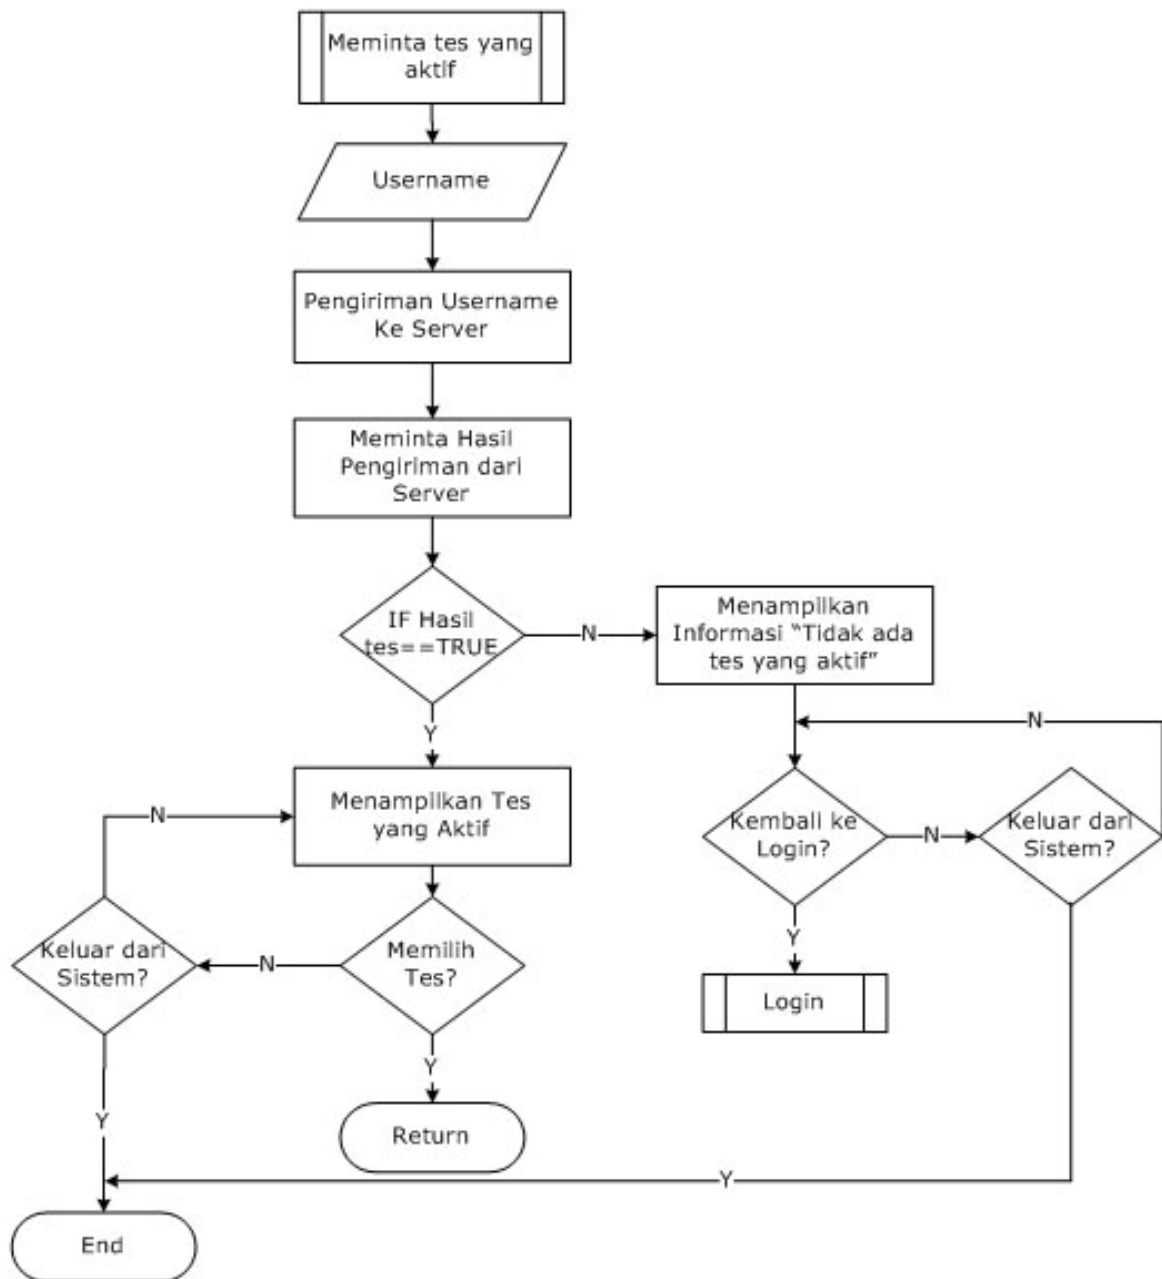 Meminta tes yang
aktif
Username
Pengiriman Username
Ke Server
Meminta Hasil
Pengiriman dari
Server
IF Hasil
tes==TRUE
N
Menampilkan
Informasi “Tidak ada
tes yang aktif”
Y
N
Menampilkan Tes
yang Aktif
N
Kembali ke
Login?
N
Keluar dari
Sistem?
Keluar dari
Sistem?
N
Memilih
Tes?
Y
Login
Y
Y
Return
Y
End